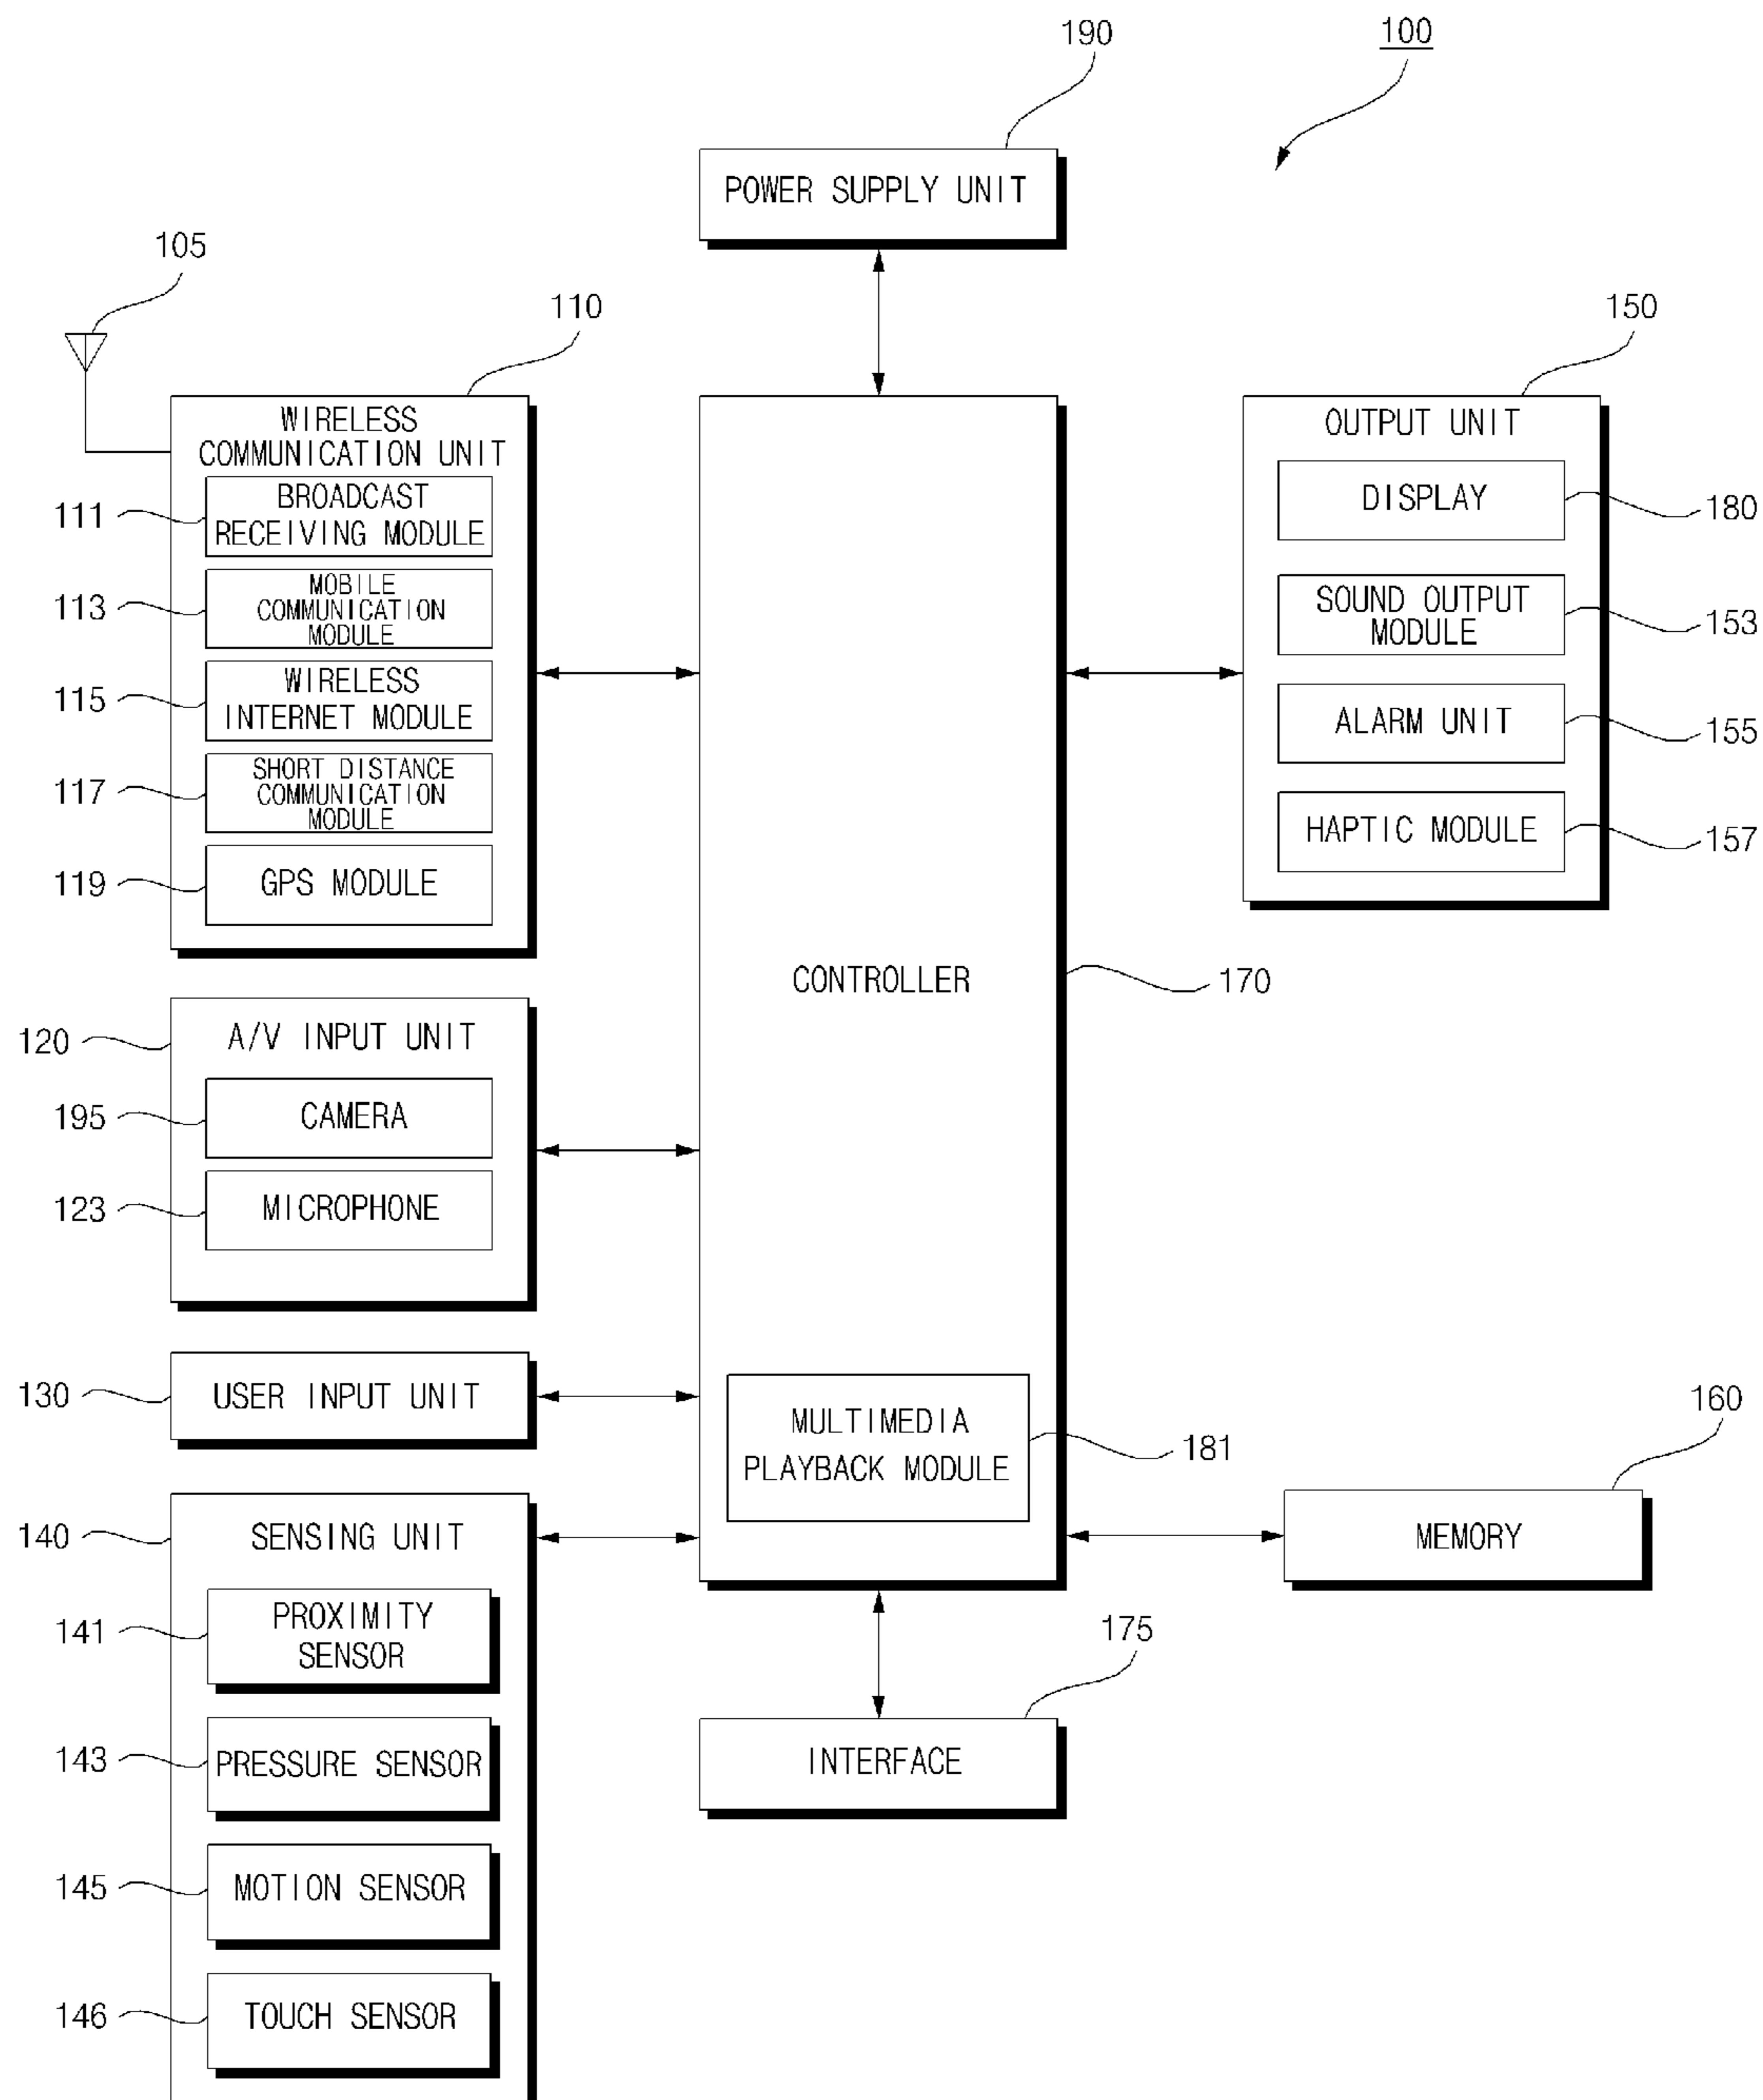 190
100
POWER SUPPLY UNIT
105
110
150
WIRELESS
COMMUNICATION UNIT
OUTPUT UNIT
111
BROADCAST
RECEIVING MODULE
DISPLAY
180
113
MOBILE
COMMUNICATION
MODULE
SOUND OUTPUT
MODULE
153
115
WIRELESS
INTERNET MODULE
ALARM UNIT
155
117
SHORT DISTANCE
COMMUNICATION
MODULE
HAPTIC MODULE
157
119
GPS MODULE
CONTROLLER
170
120
A/V INPUT UNIT
195
CAMERA
123
MICROPHONE
130
USER INPUT UNIT
MULTIMEDIA
PLAYBACK MODULE
181
160
140
SENSING UNIT
MEMORY
141
PROXIMITY
SENSOR
175
143
PRESSURE SENSOR
INTERFACE
145
MOTION SENSOR
146
TOUCH SENSOR